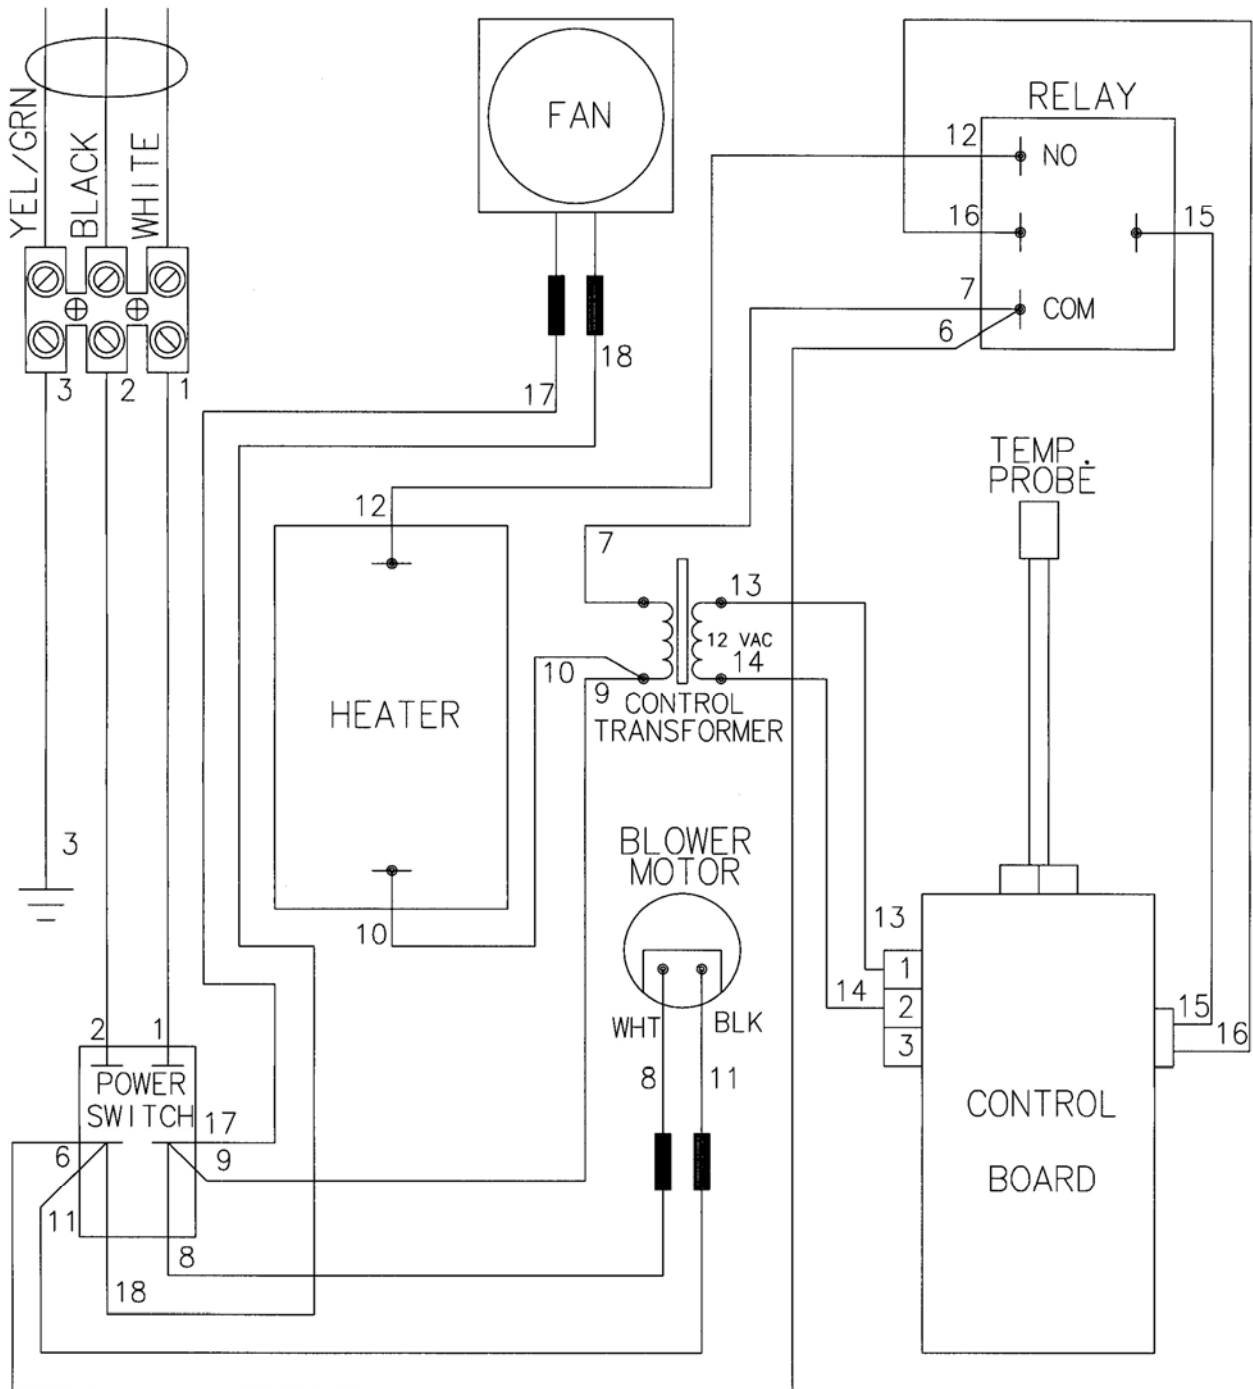 YEL/GRN
BLACK
WHITE
3
2
1
FAN
17
18
RELAY
12
NO
16
15
7
COM
6
TEMP.
PROBE
12
7
HEATER
10
9
13
12 VAC
14
CONTROL
TRANSFORMER
3
10
BLOWER
MOTOR
WHT
BLK
8
11
13
1
14
2
3
15
16
CONTROL
BOARD
2
1
POWER
SWITCH
17
6
9
11
8
18